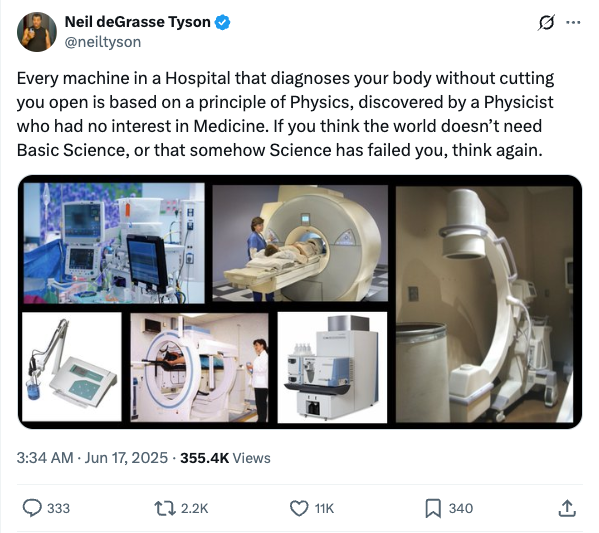 Neil deGrasse Tyson
@neiltyson
Every machine in a Hospital that diagnoses your body without cutting
you open is based on a principle of Physics, discovered by a Physicist
who had no interest in Medicine. If you think the world doesn’t need
Basic Science, or that somehow Science has failed you, think again.
3:34 AM · Jun 17, 2025 · 355.4K Views
333 2.2K 11K 340